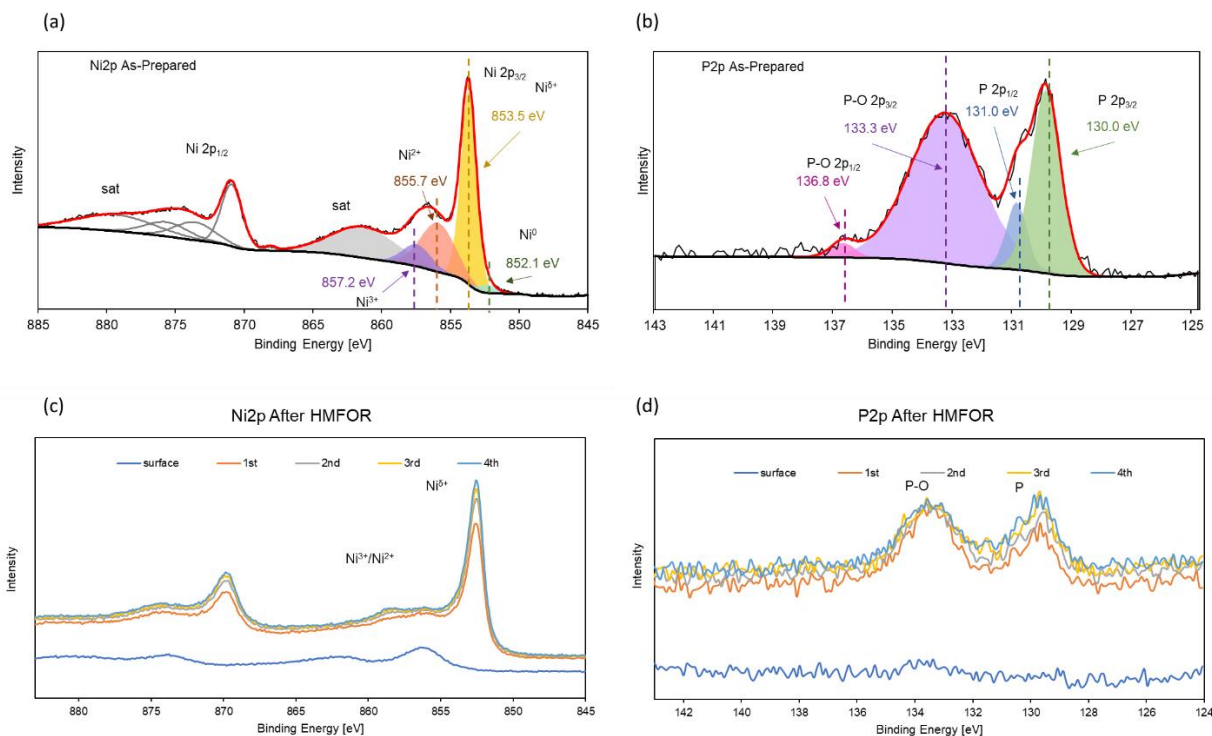 (a)
Ni2p As-Prepared
Ni 2p3/2
Niδ+
853.5 eV
Ni 2p1/2
Ni2+
855.7 eV
sat
sat
Ni0
852.1 eV
857.2 eV
Ni3+
Intensity
885 880 875 870 865 860 855 850 845
Binding Energy [eV]
(b)
P2p As-Prepared
P-O 2p3/2
133.3 eV
P 2p1/2
131.0 eV
P 2p3/2
130.0 eV
P-O 2p1/2
136.8 eV
Intensity
143 141 139 137 135 133 131 129 127 125
Binding Energy [eV]
(c)
Ni2p After HMFOR
surface 1st 2nd 3rd 4th
Niδ+
Ni3+/Ni2+
Intensity
880 875 870 865 860 855 850 845
Binding Energy [eV]
(d)
P2p After HMFOR
surface 1st 2nd 3rd 4th
P-O P
Intensity
142 140 138 136 134 132 130 128 126 124
Binding Energy [eV]